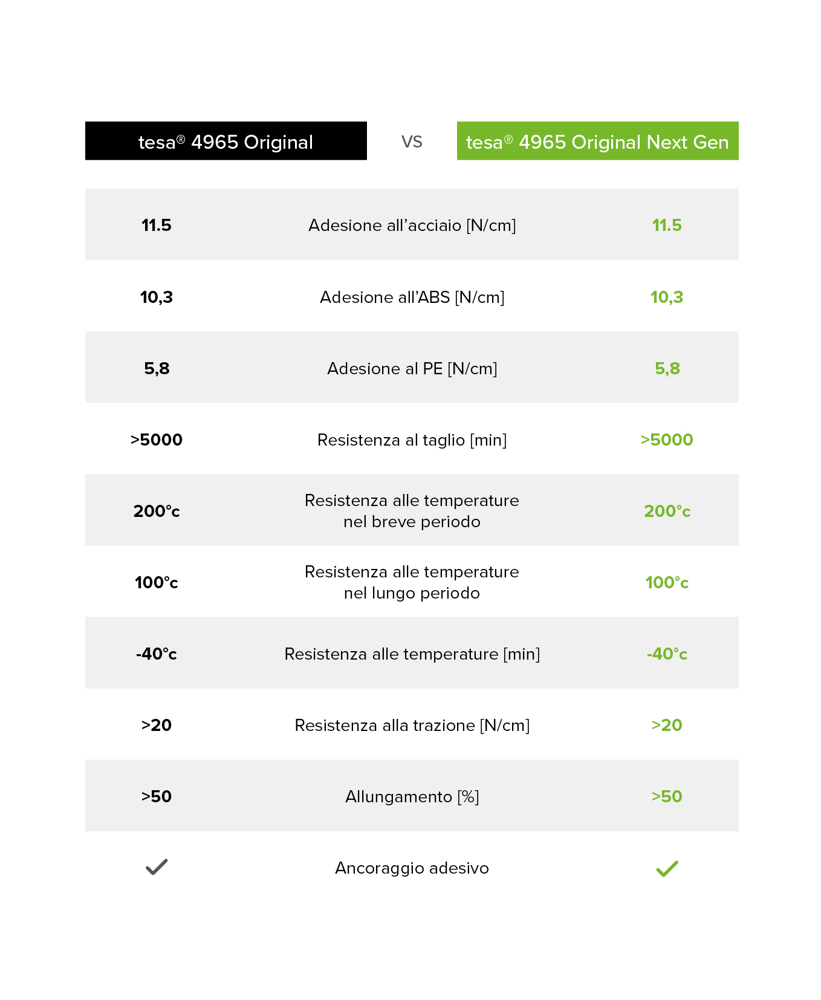 tesa® 4965 Original VS tesa® 4965 Original Next Gen
11.5 Adesione all’acciaio [N/cm] 11.5
10,3 Adesione all’ABS [N/cm] 10,3
5,8 Adesione al PE [N/cm] 5,8
>5000 Resistenza al taglio [min] >5000
Resistenza alle temperature
200°c nel breve periodo 200°c
Resistenza alle temperature
100°c nel lungo periodo 100°c
-40°c Resistenza alle temperature [min] -40°c
>20 Resistenza alla trazione [N/cm] >20
>50 Allungamento [%] >50
Ancoraggio adesivo